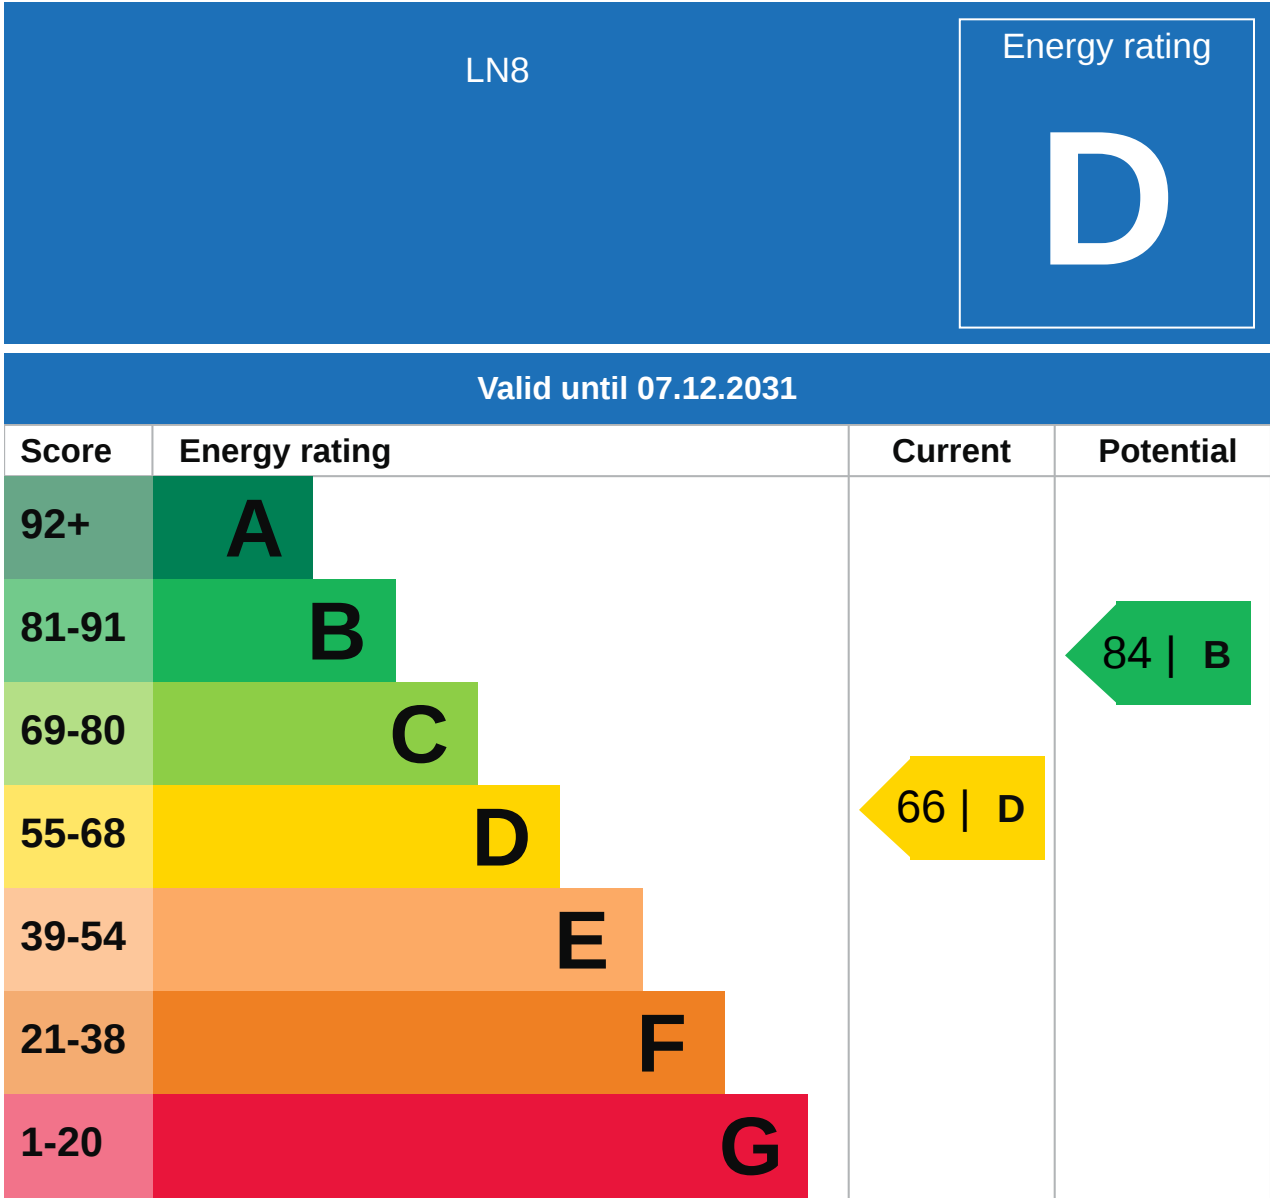 LN8
Energy rating
D
Valid until 07.12.2031
Score Energy rating Current Potential
92+ A
81-91 B
84 | B
69-80 C
55-68 D
66 | D
39-54 E
21-38 F
1-20 G